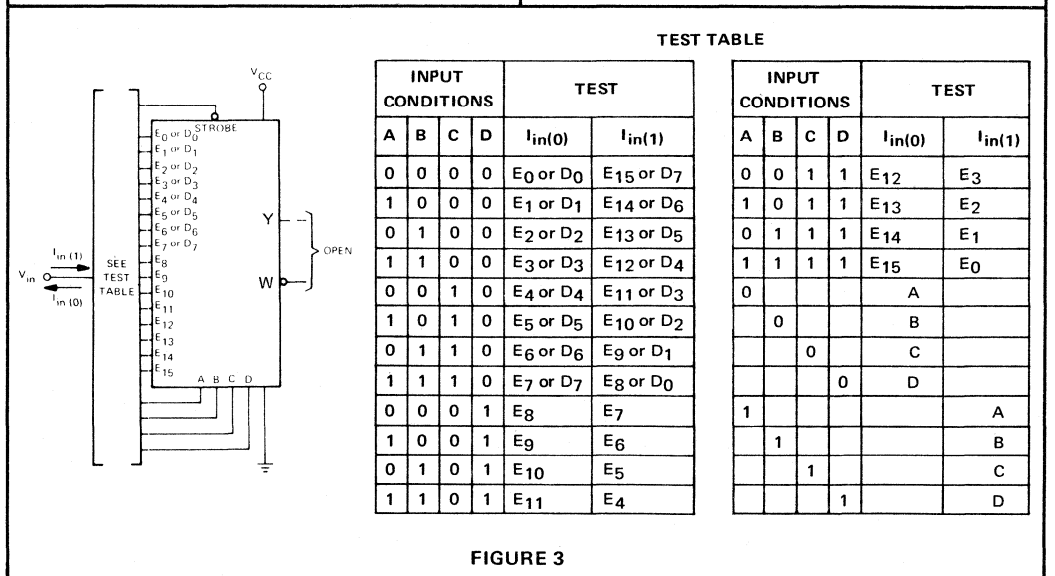 TEST TABLE
VCC
STROBE
E0 or D0
E1 or D1
E2 or D2
E3 or D3
E4 or D4
E5 or D5
E6 or D6
E7 or D7
E8
E9
E10
E11
E12
E13
E14
E15
A B C D
Y
W
OPEN
Iin (1)
Vin
Iin (0)
SEE
TEST
TABLE
INPUT CONDITIONS TEST
A B C D Iin(0) Iin(1)
0 0 0 0 E0 or D0 E15 or D7
1 0 0 0 E1 or D1 E14 or D6
0 1 0 0 E2 or D2 E13 or D5
1 1 0 0 E3 or D3 E12 or D4
0 0 1 0 E4 or D4 E11 or D3
1 0 1 0 E5 or D5 E10 or D2
0 1 1 0 E6 or D6 E9 or D1
1 1 1 0 E7 or D7 E8 or D0
0 0 0 1 E8 E7
1 0 0 1 E9 E6
0 1 0 1 E10 E5
1 1 0 1 E11 E4
INPUT CONDITIONS TEST
A B C D Iin(0) Iin(1)
0 0 1 1 E12 E3
1 0 1 1 E13 E2
0 1 1 1 E14 E1
1 1 1 1 E15 E0
0 A
0 B
0 C
0 D
1 A
1 B
1 C
1 D
FIGURE 3